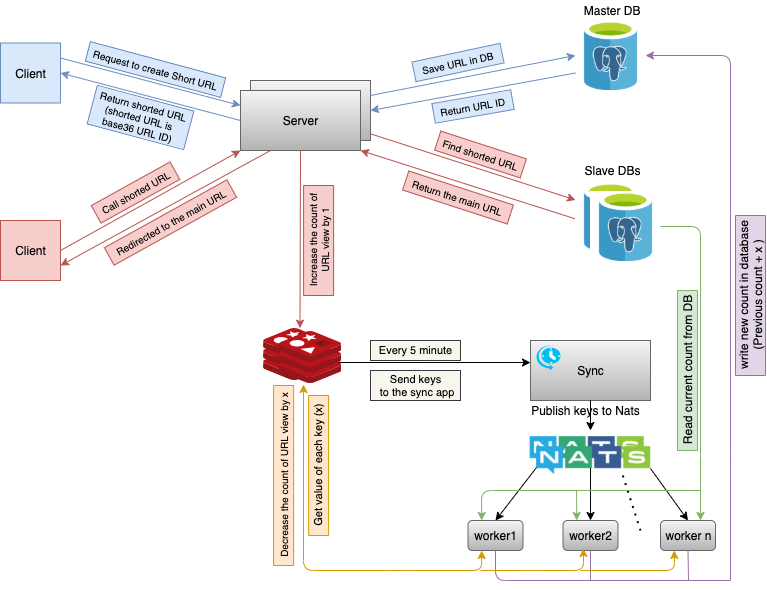 Master DB
Client
Request to create Short URL
Return shorted URL
(shorted URL is
base36 URL ID)
Server
Save URL in DB
Return URL ID
Slave DBs
Find shorted URL
Return the main URL
Client
Call shorted URL
Redirected to the main URL
Increase the count of
URL view by 1
write new count in database
(Previous count + x )
Read current count from DB
Every 5 minute
Send keys
to the sync app
Sync
Publish keys to Nats
NATS
NATS
Decrease the count of URL view by x
Get value of each key (x)
worker1
worker2
worker n